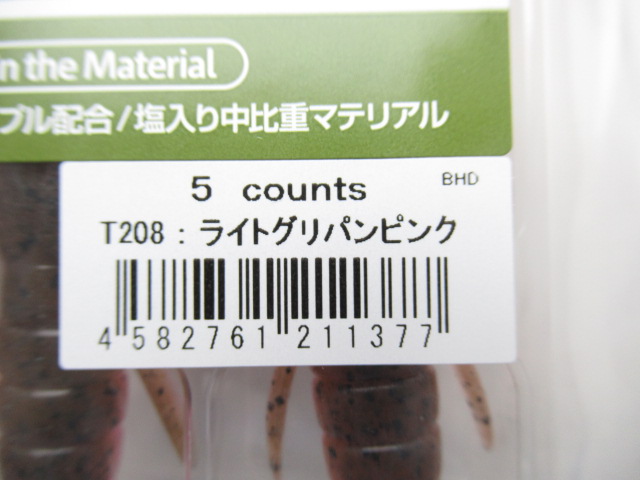 in the Material
ブル配合/塩入り中比重マテリアル
5 counts
BHD
T208 : ライトグリパンピンク
4 582761 211377